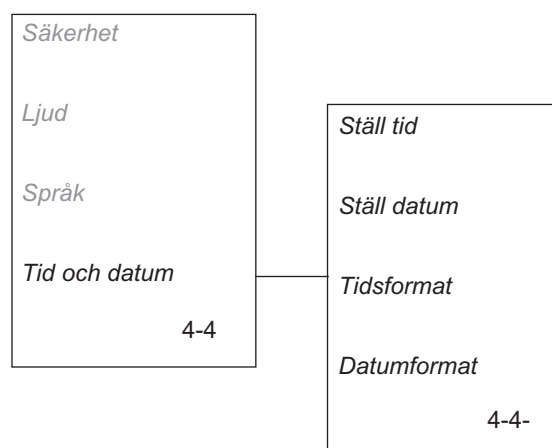 Säkerhet
Ljud
Språk
Tid och datum
4-4
Ställ tid
Ställ datum
Tidsformat
Datumformat
4-4-